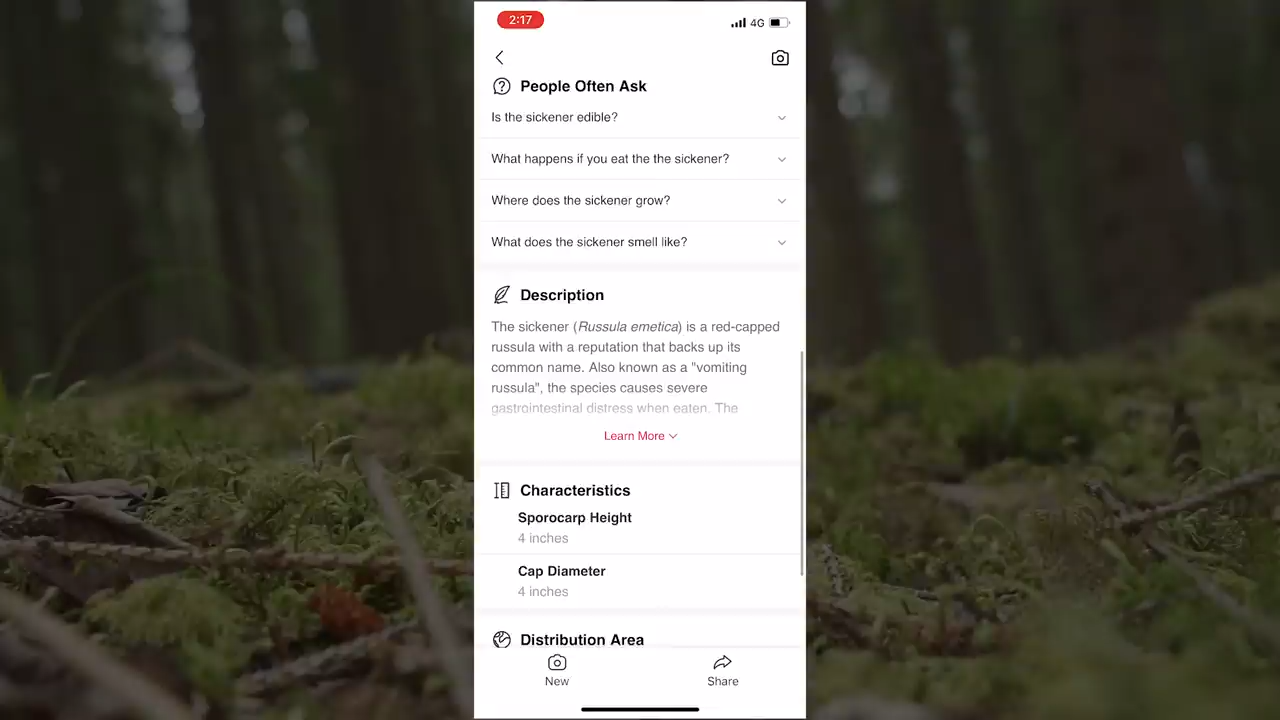 2:17
4G
People Often Ask
Is the sickener edible?
What happens if you eat the the sickener?
Where does the sickener grow?
What does the sickener smell like?
Description
The sickener (Russula emetica) is a red-capped
russula with a reputation that backs up its
common name. Also known as a "vomiting
russula", the species causes severe
gastrointestinal distress when eaten. The
Learn More
Characteristics
Sporocarp Height
4 inches
Cap Diameter
4 inches
Distribution Area
New
Share